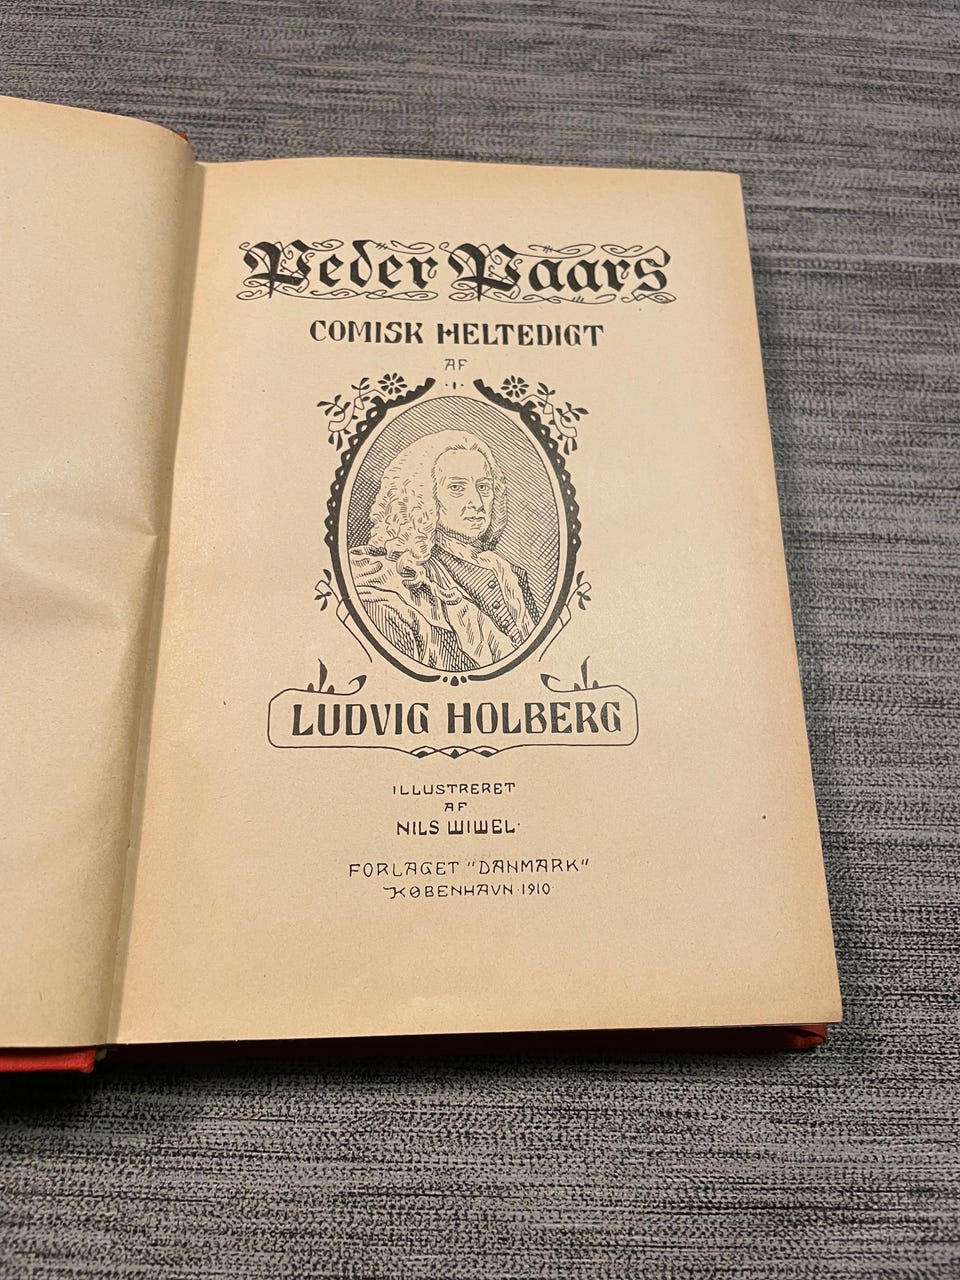 Peder Paars
COMISK HELTEDIGT
AF
LUDVIG HOLBERG
ILLUSTRERET
AF
NILS WIWEL
FORLAGET "DANMARK"
KØBENHAVN 1910